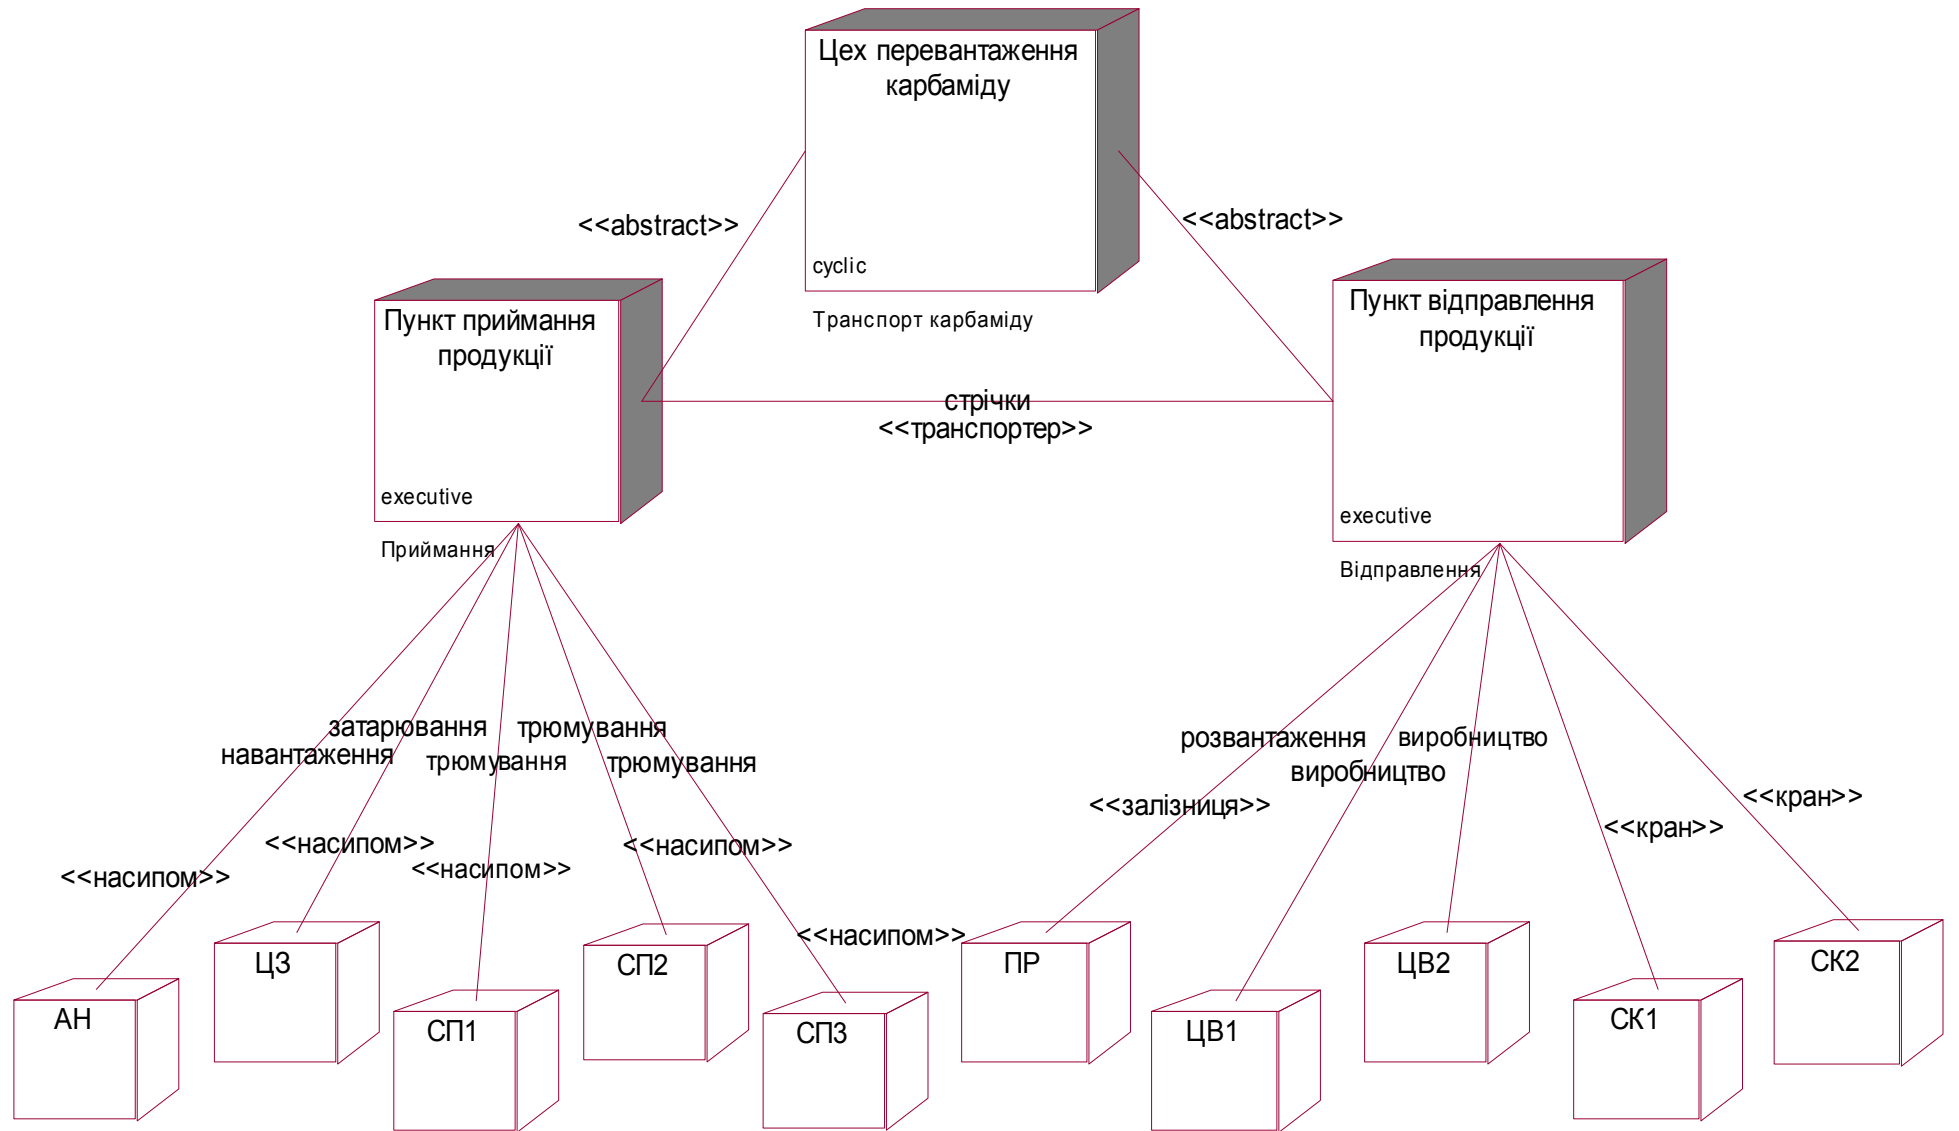 Цех перевантаження
карбаміду
<<abstract>>
<<abstract>>
cyclic
Транспорт карбаміду
Пункт приймання
продукції
Пункт відправлення
продукції
стрічки
<<транспортер>>
executive
executive
Приймання
Відправлення
затарювання
трюмування
навантаження
трюмування
трюмування
розвантаження
виробництво
виробництво
<<залізниця>>
<<кран>>
<<кран>>
<<насипом>>
<<насипом>>
<<насипом>>
<<насипом>>
<<насипом>>
АН
ЦЗ
СП1
СП2
СП3
ПР
ЦВ1
ЦВ2
СК1
СК2